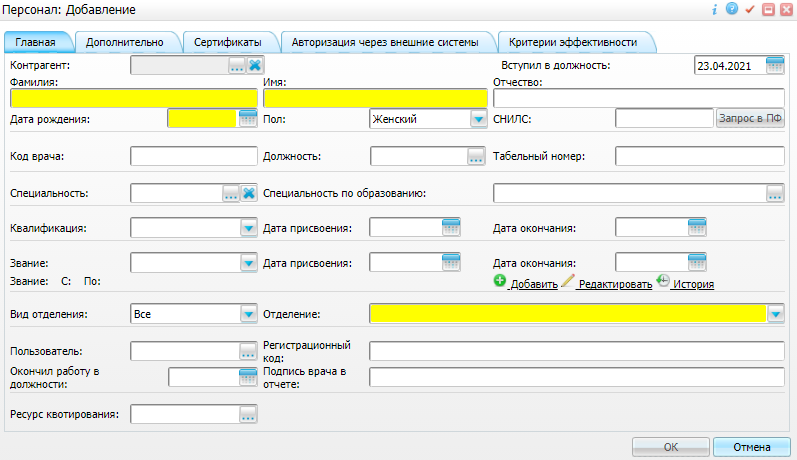 Персонал: Добавление
Главная Дополнительно Сертификаты Авторизация через внешние системы Критерии эффективности
Контрагент: ... Вступил в должность: 23.04.2021
Фамилия: Имя: Отчество:
Дата рождения: Пол: Женский СНИЛС: Запрос в ПФ
Код врача: Должность: ... Табельный номер:
Специальность: ... Специальность по образованию: ...
Квалификация: Дата присвоения: Дата окончания:
Звание: Дата присвоения: Дата окончания:
Звание: С: По: Добавить Редактировать История
Вид отделения: Все Отделение:
Пользователь: ... Регистрационный код:
Окончил работу в должности: Подпись врача в отчете:
Ресурс квотирования: ...
ОК Отмена